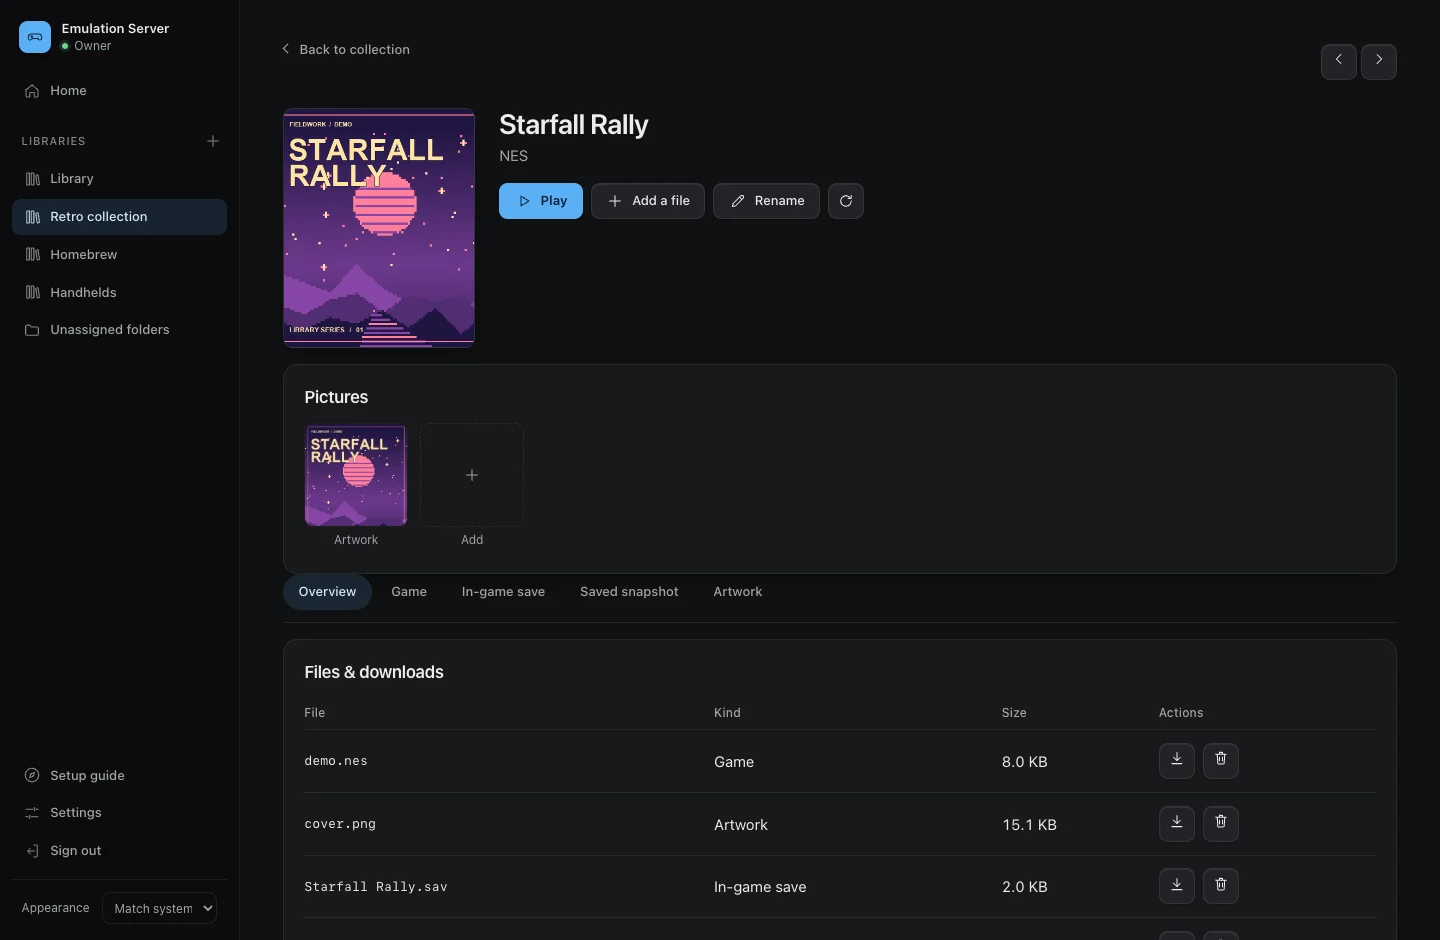 Emulation Server
Owner
Home
LIBRARIES
Library
Retro collection
Homebrew
Handhelds
Unassigned folders
Setup guide
Settings
Sign out
Appearance
Match system
Back to collection
FIELDWORK / DEMO
STARFALL
RALLY
LIBRARY SERIES / 01
Starfall Rally
NES
Play
Add a file
Rename
Pictures
FIELDWORK / DEMO
STARFALL
RALLY
Artwork
Add
Overview Game In-game save Saved snapshot Artwork
Files & downloads
File Kind Size Actions
demo.nes Game 8.0 KB
cover.png Artwork 15.1 KB
Starfall Rally.sav In-game save 2.0 KB